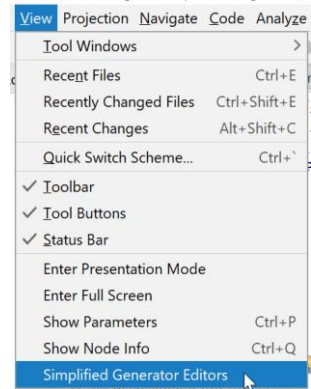 View Projection Navigate Code Analyze
Tool Windows >
Recent Files Ctrl+E
Recently Changed Files Ctrl+Shift+E
Recent Changes Alt+Shift+C
Quick Switch Scheme... Ctrl+`
✓ Toolbar
✓ Tool Buttons
✓ Status Bar
Enter Presentation Mode
Enter Full Screen
Show Parameters Ctrl+P
Show Node Info Ctrl+Q
Simplified Generator Editors